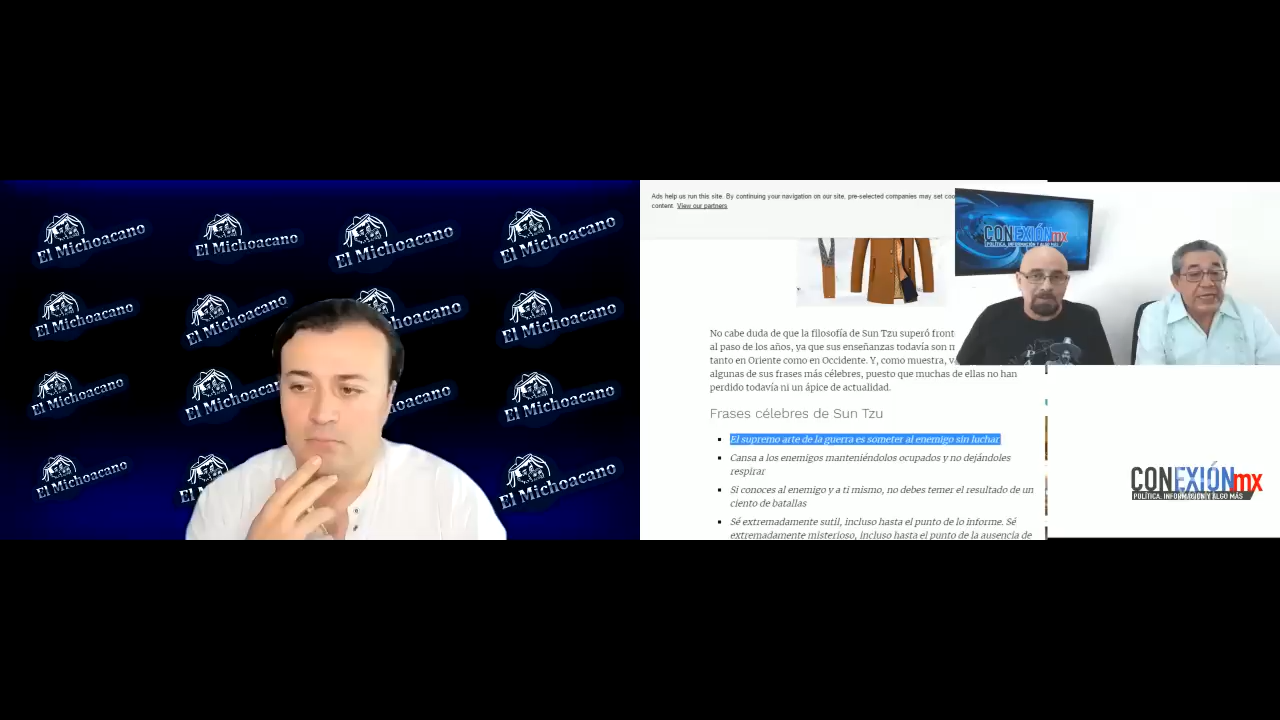 El Michoacano
El Michoacano
El Michoacano
El Michoacano
El Michoacano
El Michoacano
choacano
El Michoacano
El Michoacano
El Michoacano
choacano
El Michoacano
El Michoacano
El Michoacano
El Michoacano
Ads help us run this site. By continuing your navigation on our site, pre-selected companies may set coo
content. View our partners
No cabe duda de que la filosofía de Sun Tzu superó front
al paso de los años, ya que sus enseñanzas todavía son
tanto en Oriente como en Occidente. Y, como muestra,
algunas de sus frases más célebres, puesto que muchas de ellas no han
perdido todavía ni un ápice de actualidad.
Frases célebres de Sun Tzu
El supremo arte de la guerra es someter al enemigo sin luchar
Cansa a los enemigos manteniéndolos ocupados y no dejándoles
respirar
Si conoces al enemigo y a ti mismo, no debes temer el resultado de un
ciento de batallas
Sé extremadamente sutil, incluso hasta el punto de lo informe. Sé
extremadamente misterioso, incluso hasta el punto de la ausencia de
CONEXIÓNmx
POLÍTICA, INFORMACIÓN Y ALGO MÁS
CONEXIÓNmx
POLÍTICA, INFORMACIÓN Y ALGO MÁS